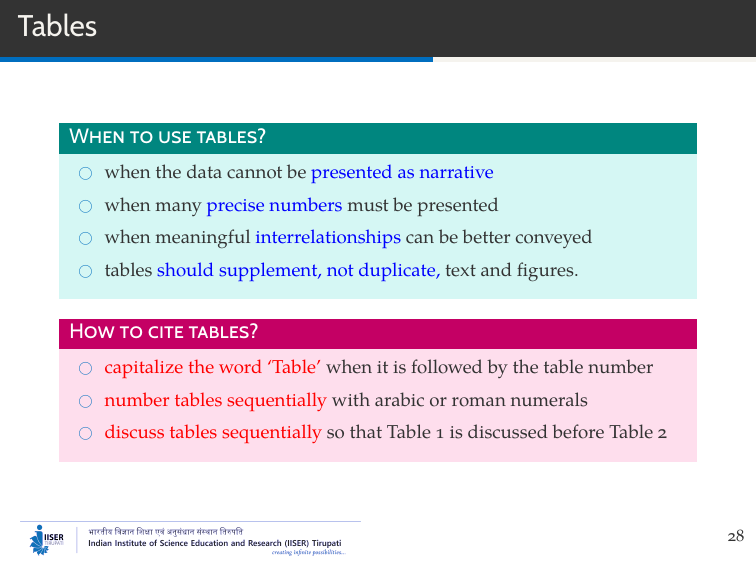 Tables
When to use tables?
when the data cannot be presented as narrative
when many precise numbers must be presented
when meaningful interrelationships can be better conveyed
tables should supplement, not duplicate, text and figures.
How to cite tables?
capitalize the word ‘Table’ when it is followed by the table number
number tables sequentially with arabic or roman numerals
discuss tables sequentially so that Table 1 is discussed before Table 2
IISER
TIRUPATI
भारतीय विज्ञान शिक्षा एवं अनुसंधान संस्थान तिरुपति
Indian Institute of Science Education and Research (IISER) Tirupati
creating infinite possibilities...
28